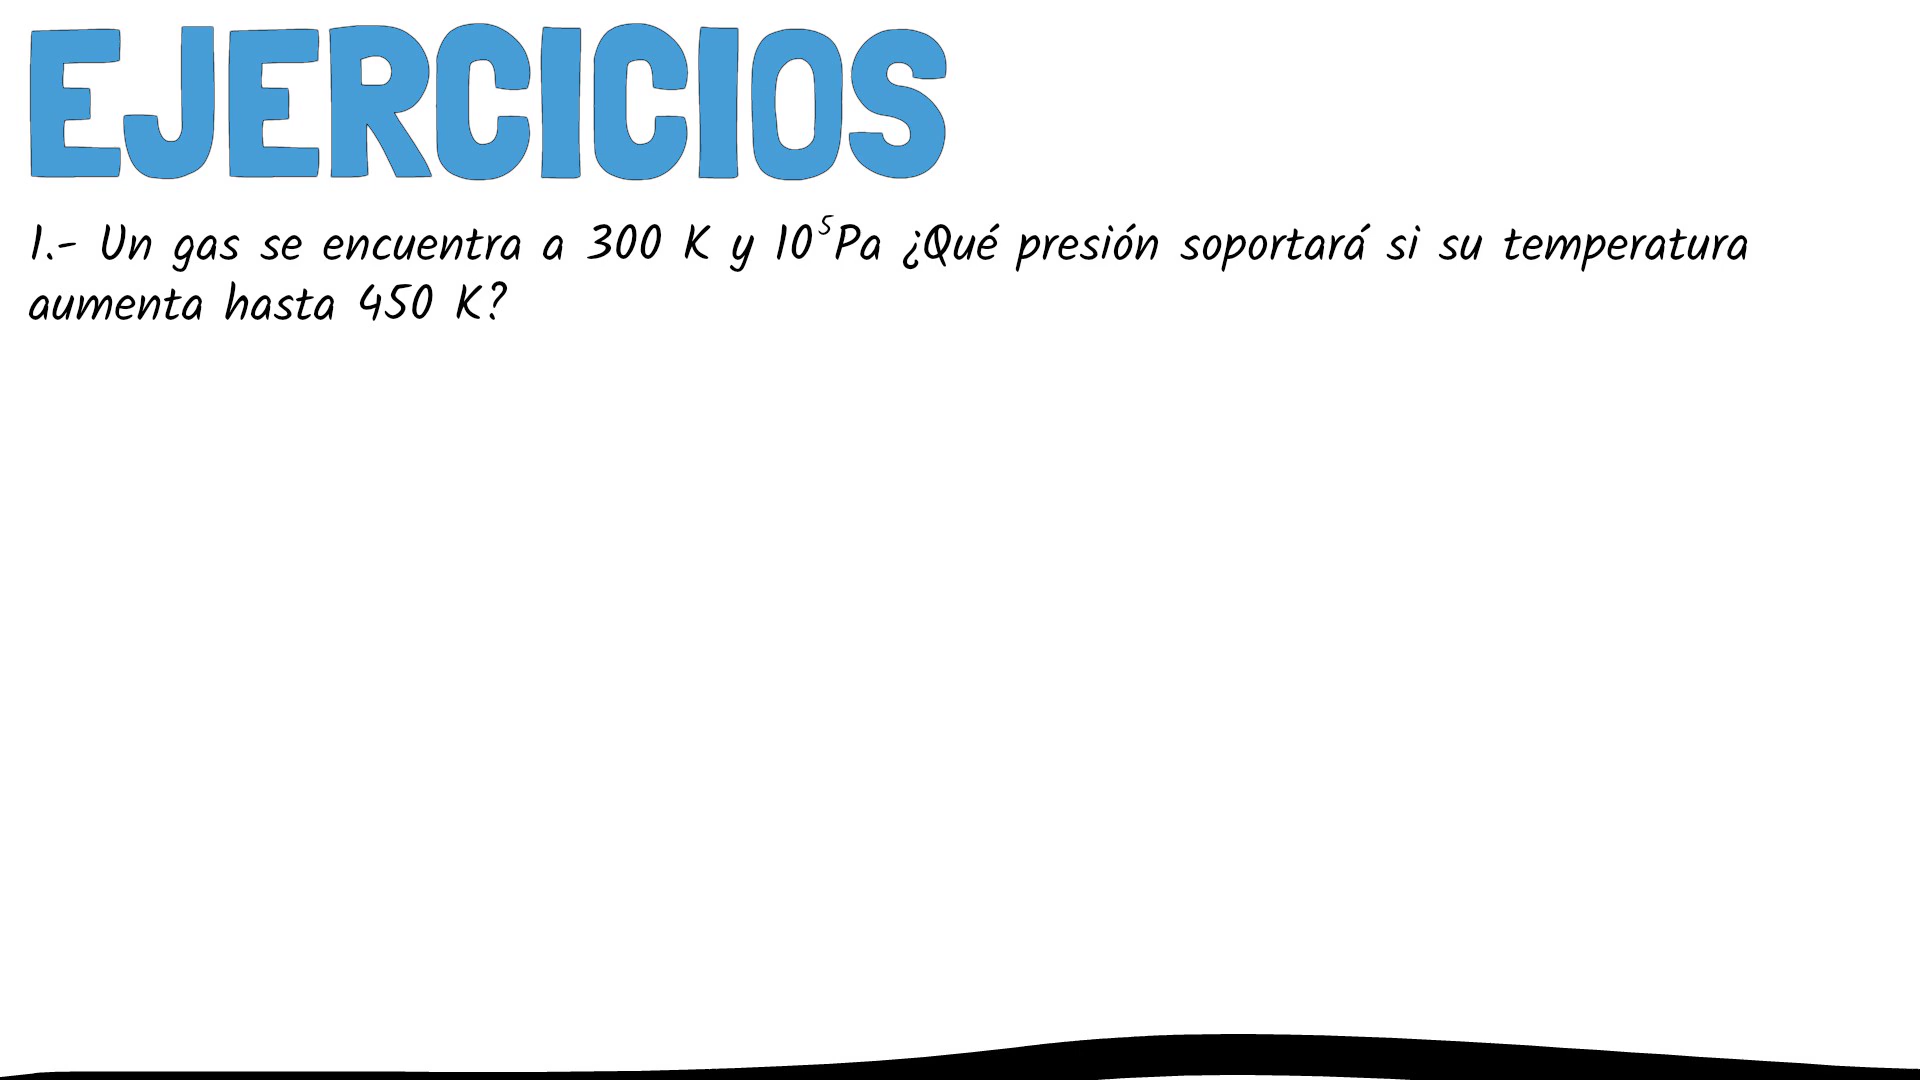 EJERCICIOS
1.- Un gas se encuentra a 300 K y 10⁵Pa ¿Qué presión soportará si su temperatura
aumenta hasta 450 K?